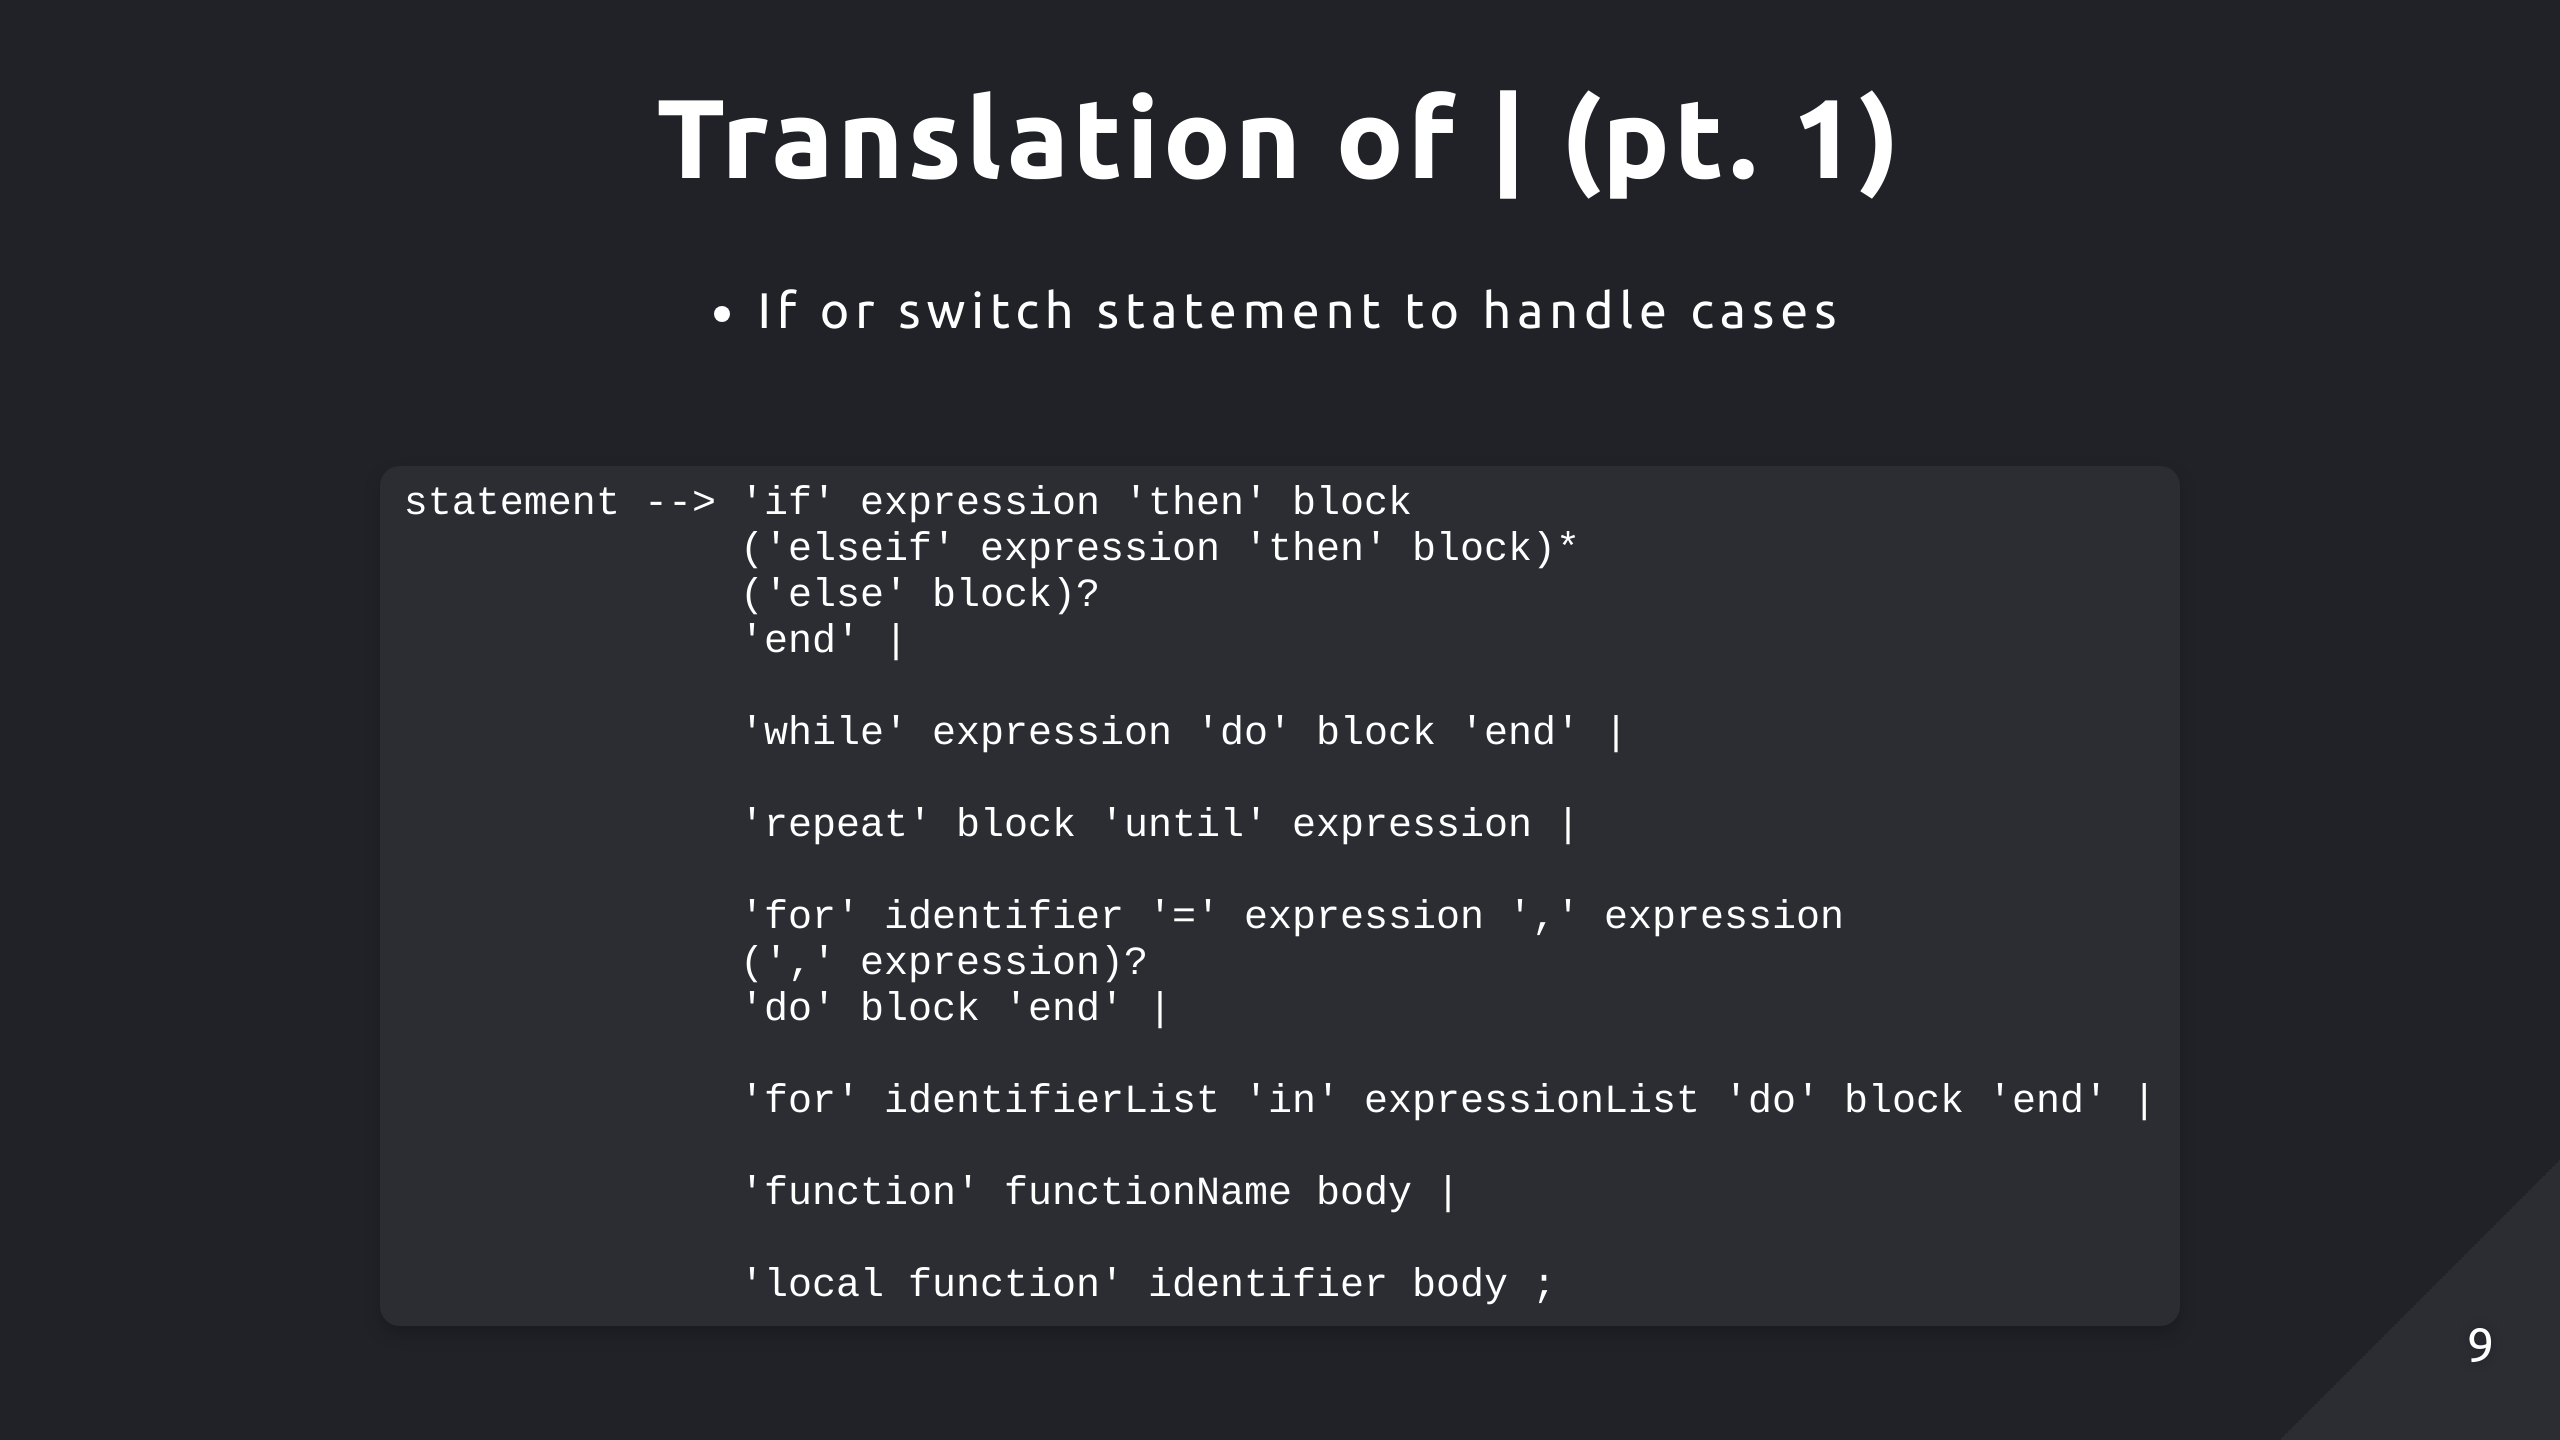 Translation of | (pt. 1)
• If or switch statement to handle cases
statement --> 'if' expression 'then' block
('elseif' expression 'then' block)*
('else' block)?
'end' |
'while' expression 'do' block 'end' |
'repeat' block 'until' expression |
'for' identifier '=' expression ',' expression
(',' expression)?
'do' block 'end' |
'for' identifierList 'in' expressionList 'do' block 'end' |
'function' functionName body |
'local function' identifier body ;
9